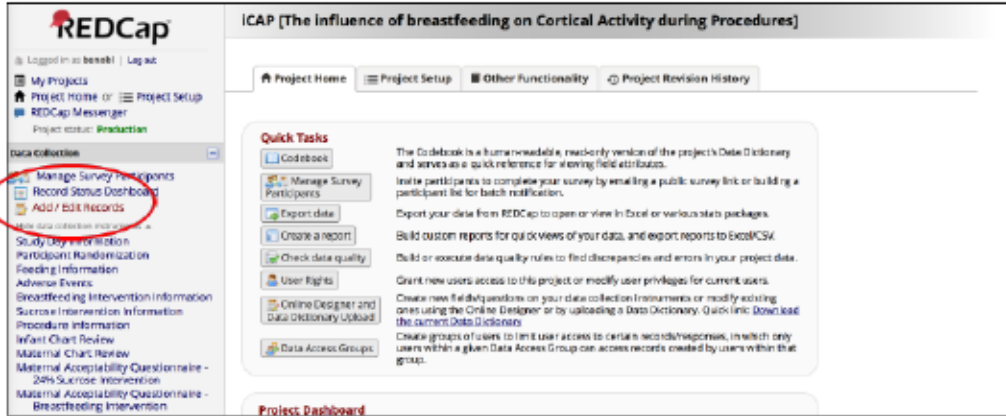 REDCap
Logged in as benobl | Log out
My Projects
Project Home or Project Setup
REDCap Messenger
Project status: Production
Data Collection
Manage Survey Participants
Record Status Dashboard
Add / Edit Records
Study Day Information
Participant Randomization
Feeding Information
Adverse Events
Breastfeeding Intervention Information
Sucrose Intervention Information
Procedure Information
Infant Chart Review
Maternal Chart Review
Maternal Acceptability Questionnaire -
24% Sucrose Intervention
Maternal Acceptability Questionnaire -
Breastfeeding Intervention
iCAP [The influence of breastfeeding on Cortical Activity during Procedures]
Project Home Project Setup Other Functionality Project Revision History
Quick Tasks
Codebook
The Codebook is a human-readable, read-only version of the project's Data Dictionary
and serves as a quick reference for viewing field attributes.
Manage Survey
Participants
Invite participants to complete your survey by emailing a public survey link or building a
participant list for batch notification.
Export data
Export your data from REDCap to open or view in Excel or various stats packages.
Create a report
Build custom reports for quick views of your data, and export reports to Excel/CSV.
Check data quality
Build or execute data quality rules to find discrepancies and errors in your project data.
User Rights
Grant new users access to this project or modify user privileges for current users.
Online Designer and
Data Dictionary Upload
Create new fields/questions on your data collection instruments or modify existing
ones using the Online Designer or by uploading a Data Dictionary. Quick link: Download
the current Data Dictionary
Data Access Groups
Create groups of users to limit user access to certain records/responses, in which only
users within a given Data Access Group can access records created by users within that
group.
Project Dashboard